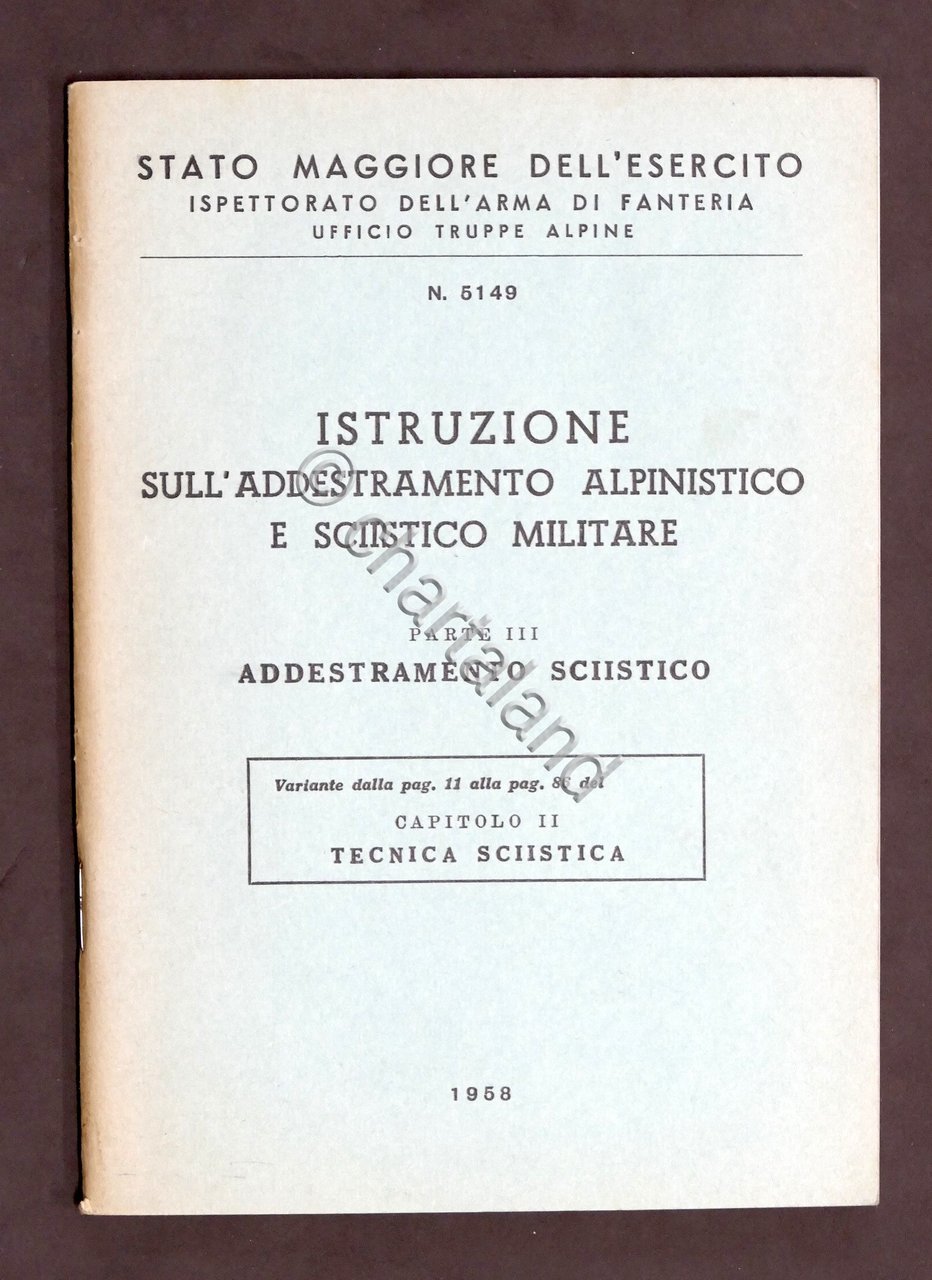 STATO MAGGIORE DELL'ESERCITO
ISPETTORATO DELL'ARMA DI FANTERIA
UFFICIO TRUPPE ALPINE
N. 5149
ISTRUZIONE
SULL'ADDESTRAMENTO ALPINISTICO
E SCIISTICO MILITARE
PARTE III
ADDESTRAMENTO SCIISTICO
Variante dalla pag. 11 alla pag. 86 del
CAPITOLO II
TECNICA SCIISTICA
1958
© chartaland